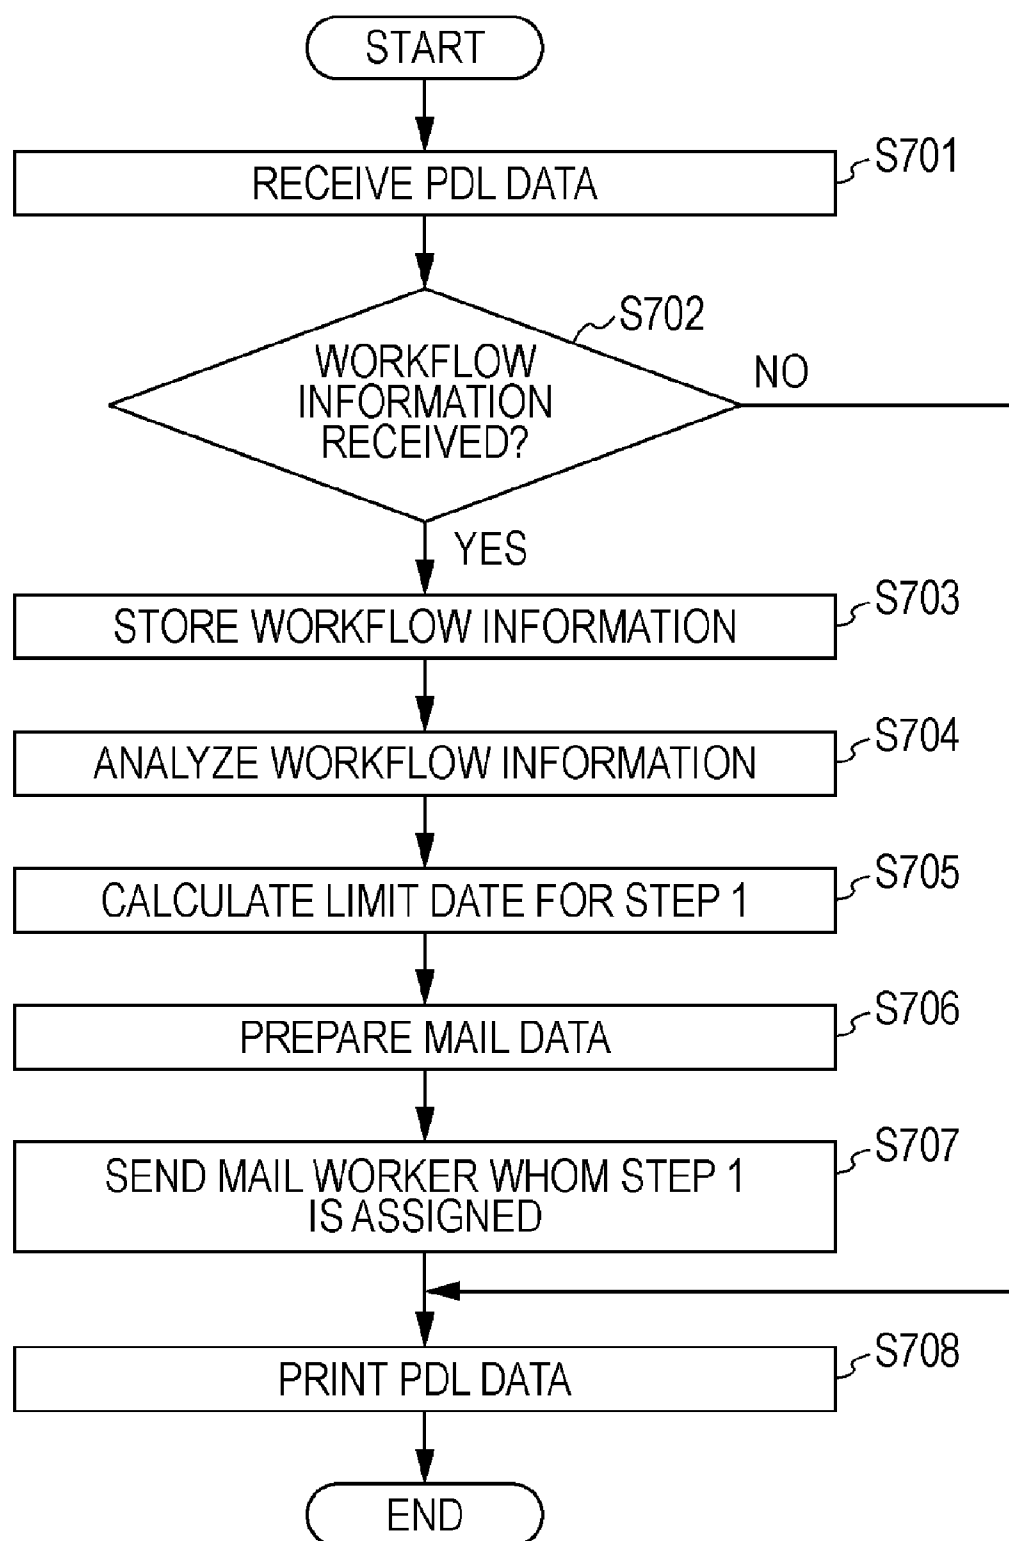 START
RECEIVE PDL DATA
S701
WORKFLOW
INFORMATION
RECEIVED?
S702
NO
YES
STORE WORKFLOW INFORMATION
S703
ANALYZE WORKFLOW INFORMATION
S704
CALCULATE LIMIT DATE FOR STEP 1
S705
PREPARE MAIL DATA
S706
SEND MAIL WORKER WHOM STEP 1
IS ASSIGNED
S707
PRINT PDL DATA
S708
END